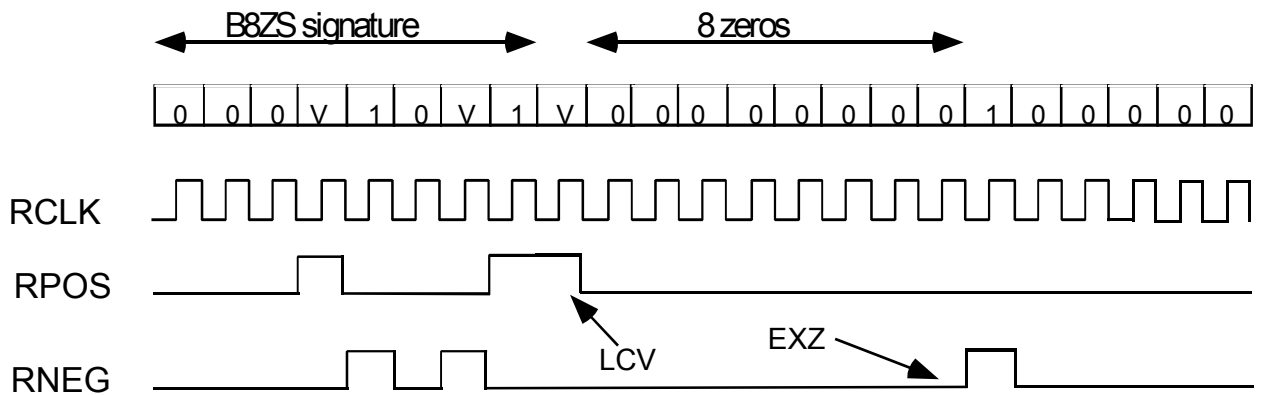 B8ZS signature 8 zeros
0 0 0 V 1 0 V 1 V 0 0 0 0 0 0 0 0 1 0 0 0 0 0
RCLK
RPOS
LCV
EXZ
RNEG